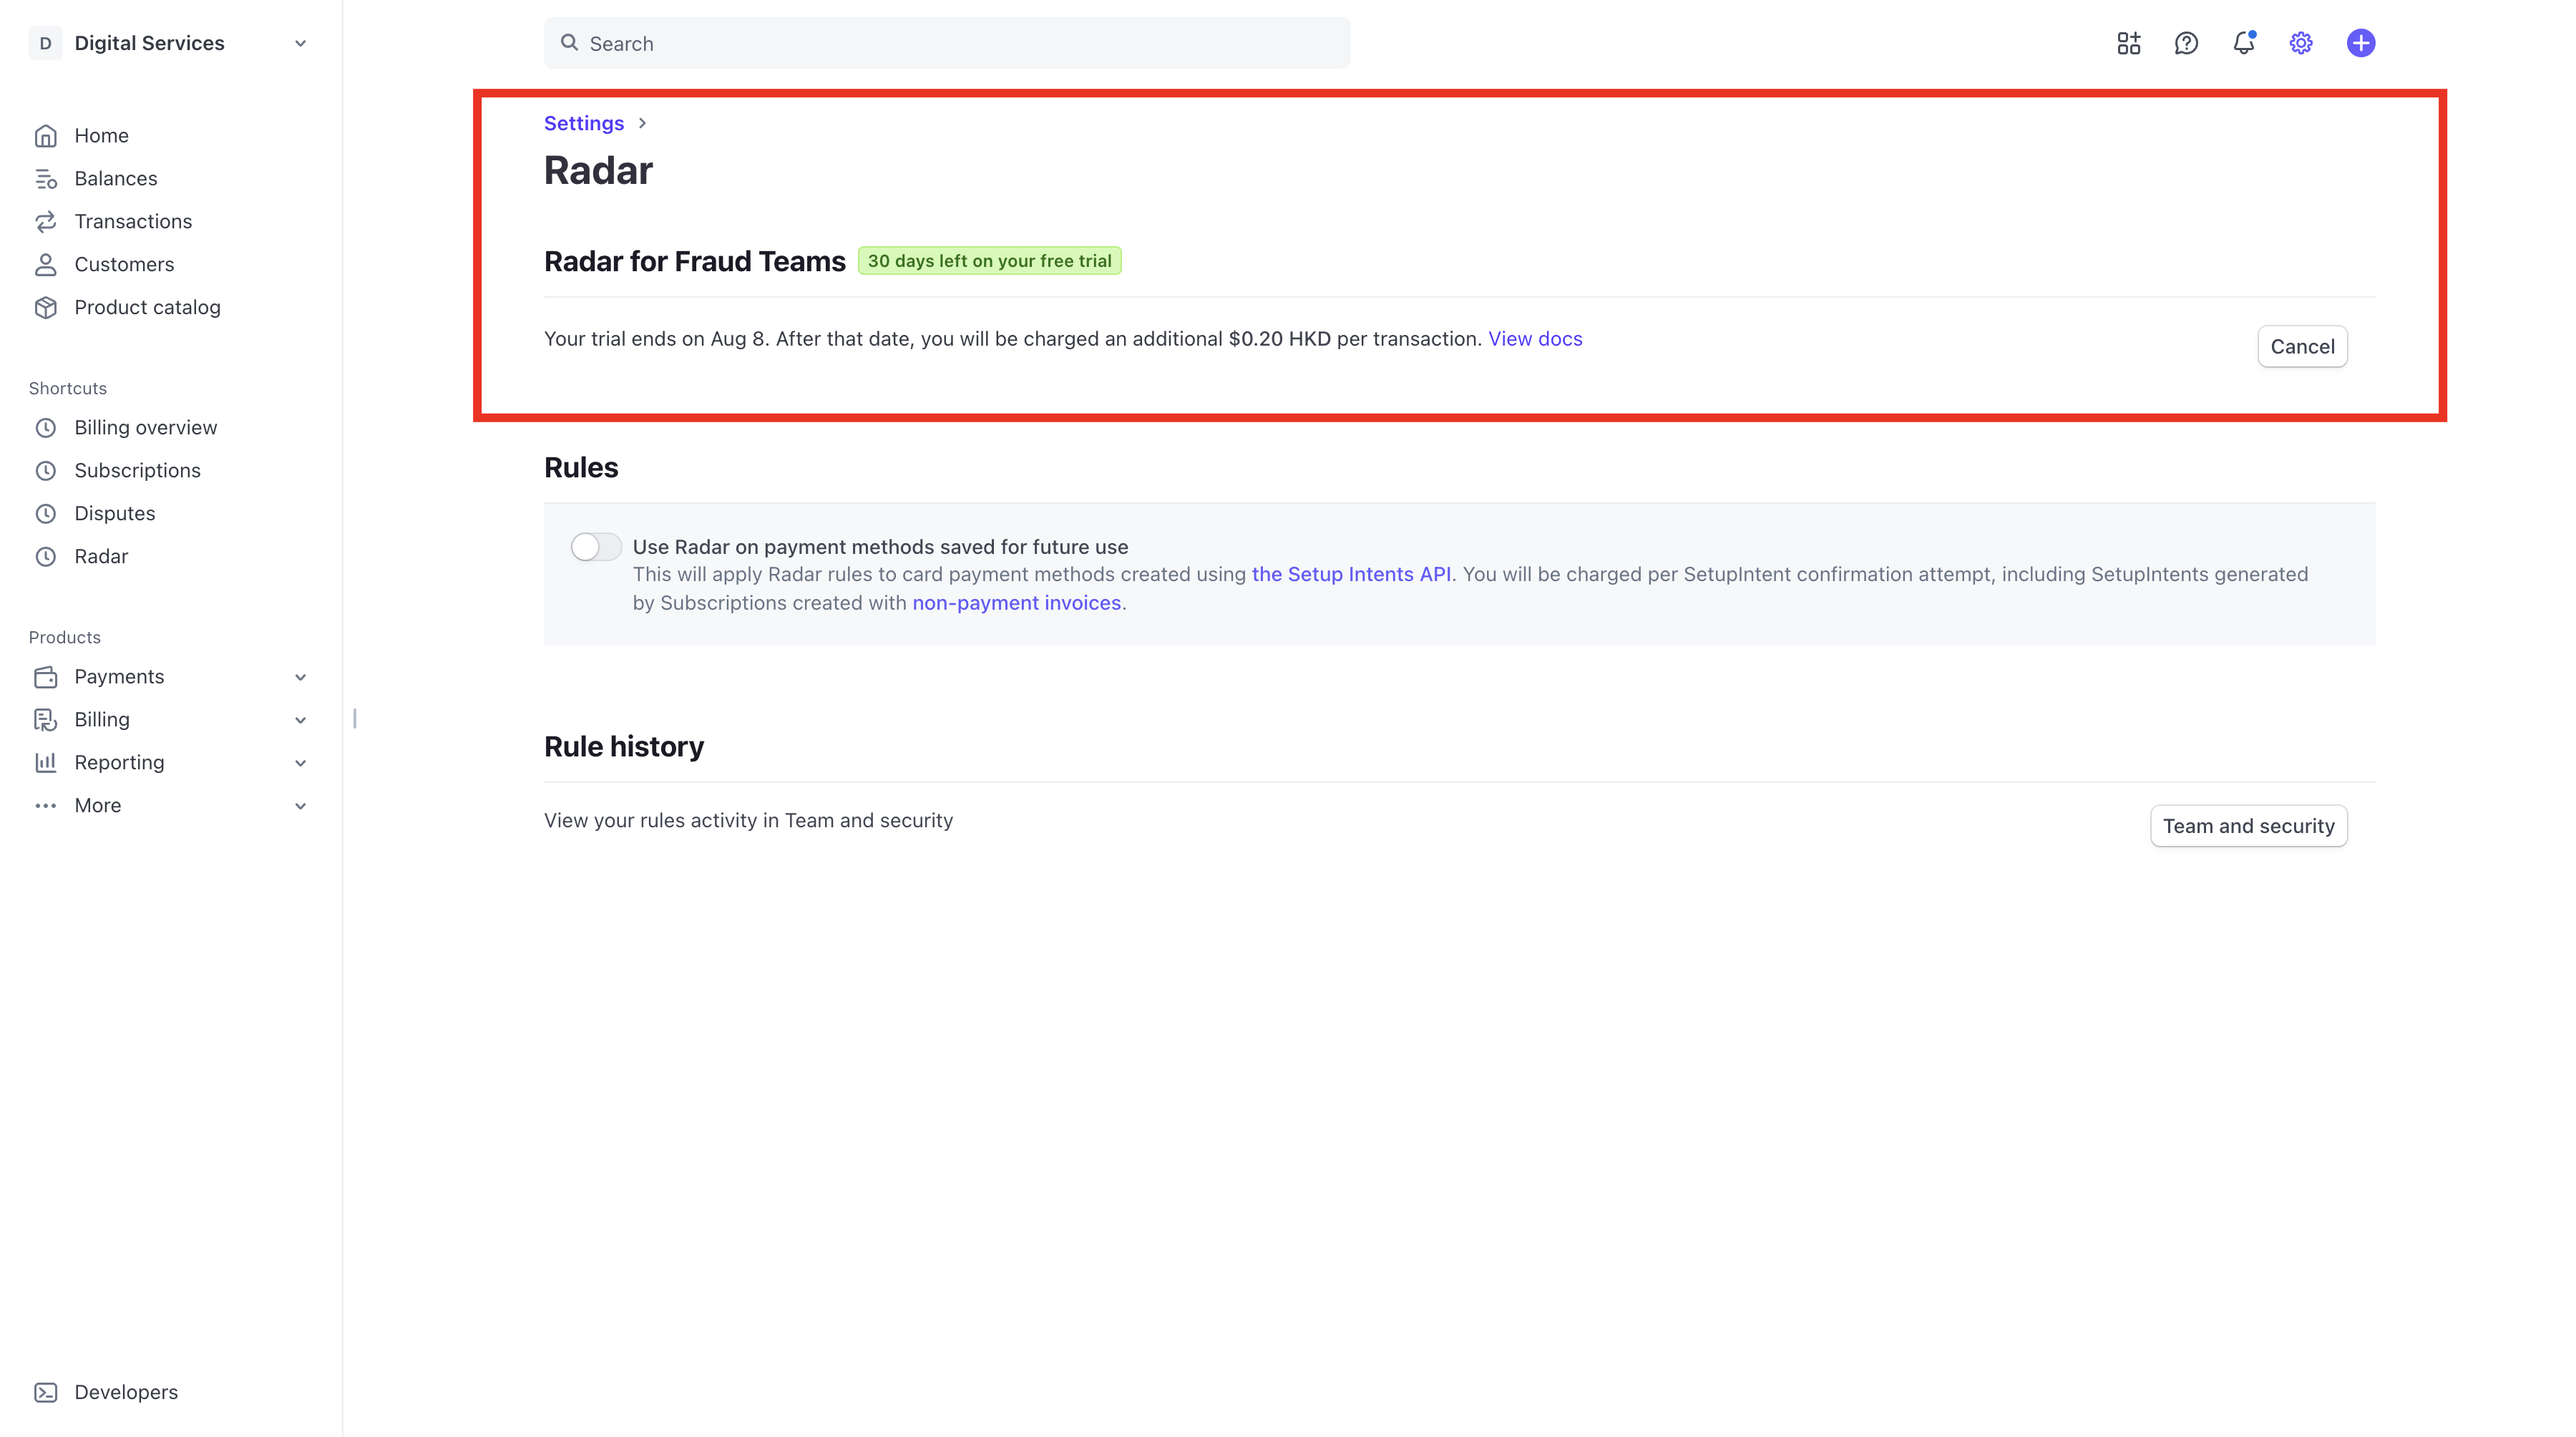 D Digital Services
Search
Home
Balances
Transactions
Customers
Product catalog
Shortcuts
Billing overview
Subscriptions
Disputes
Radar
Products
Payments
Billing
Reporting
More
Developers
Settings
Radar
Radar for Fraud Teams 30 days left on your free trial
Your trial ends on Aug 8. After that date, you will be charged an additional $0.20 HKD per transaction. View docs
Cancel
Rules
Use Radar on payment methods saved for future use
This will apply Radar rules to card payment methods created using the Setup Intents API. You will be charged per SetupIntent confirmation attempt, including SetupIntents generated
by Subscriptions created with non-payment invoices.
Rule history
View your rules activity in Team and security
Team and security